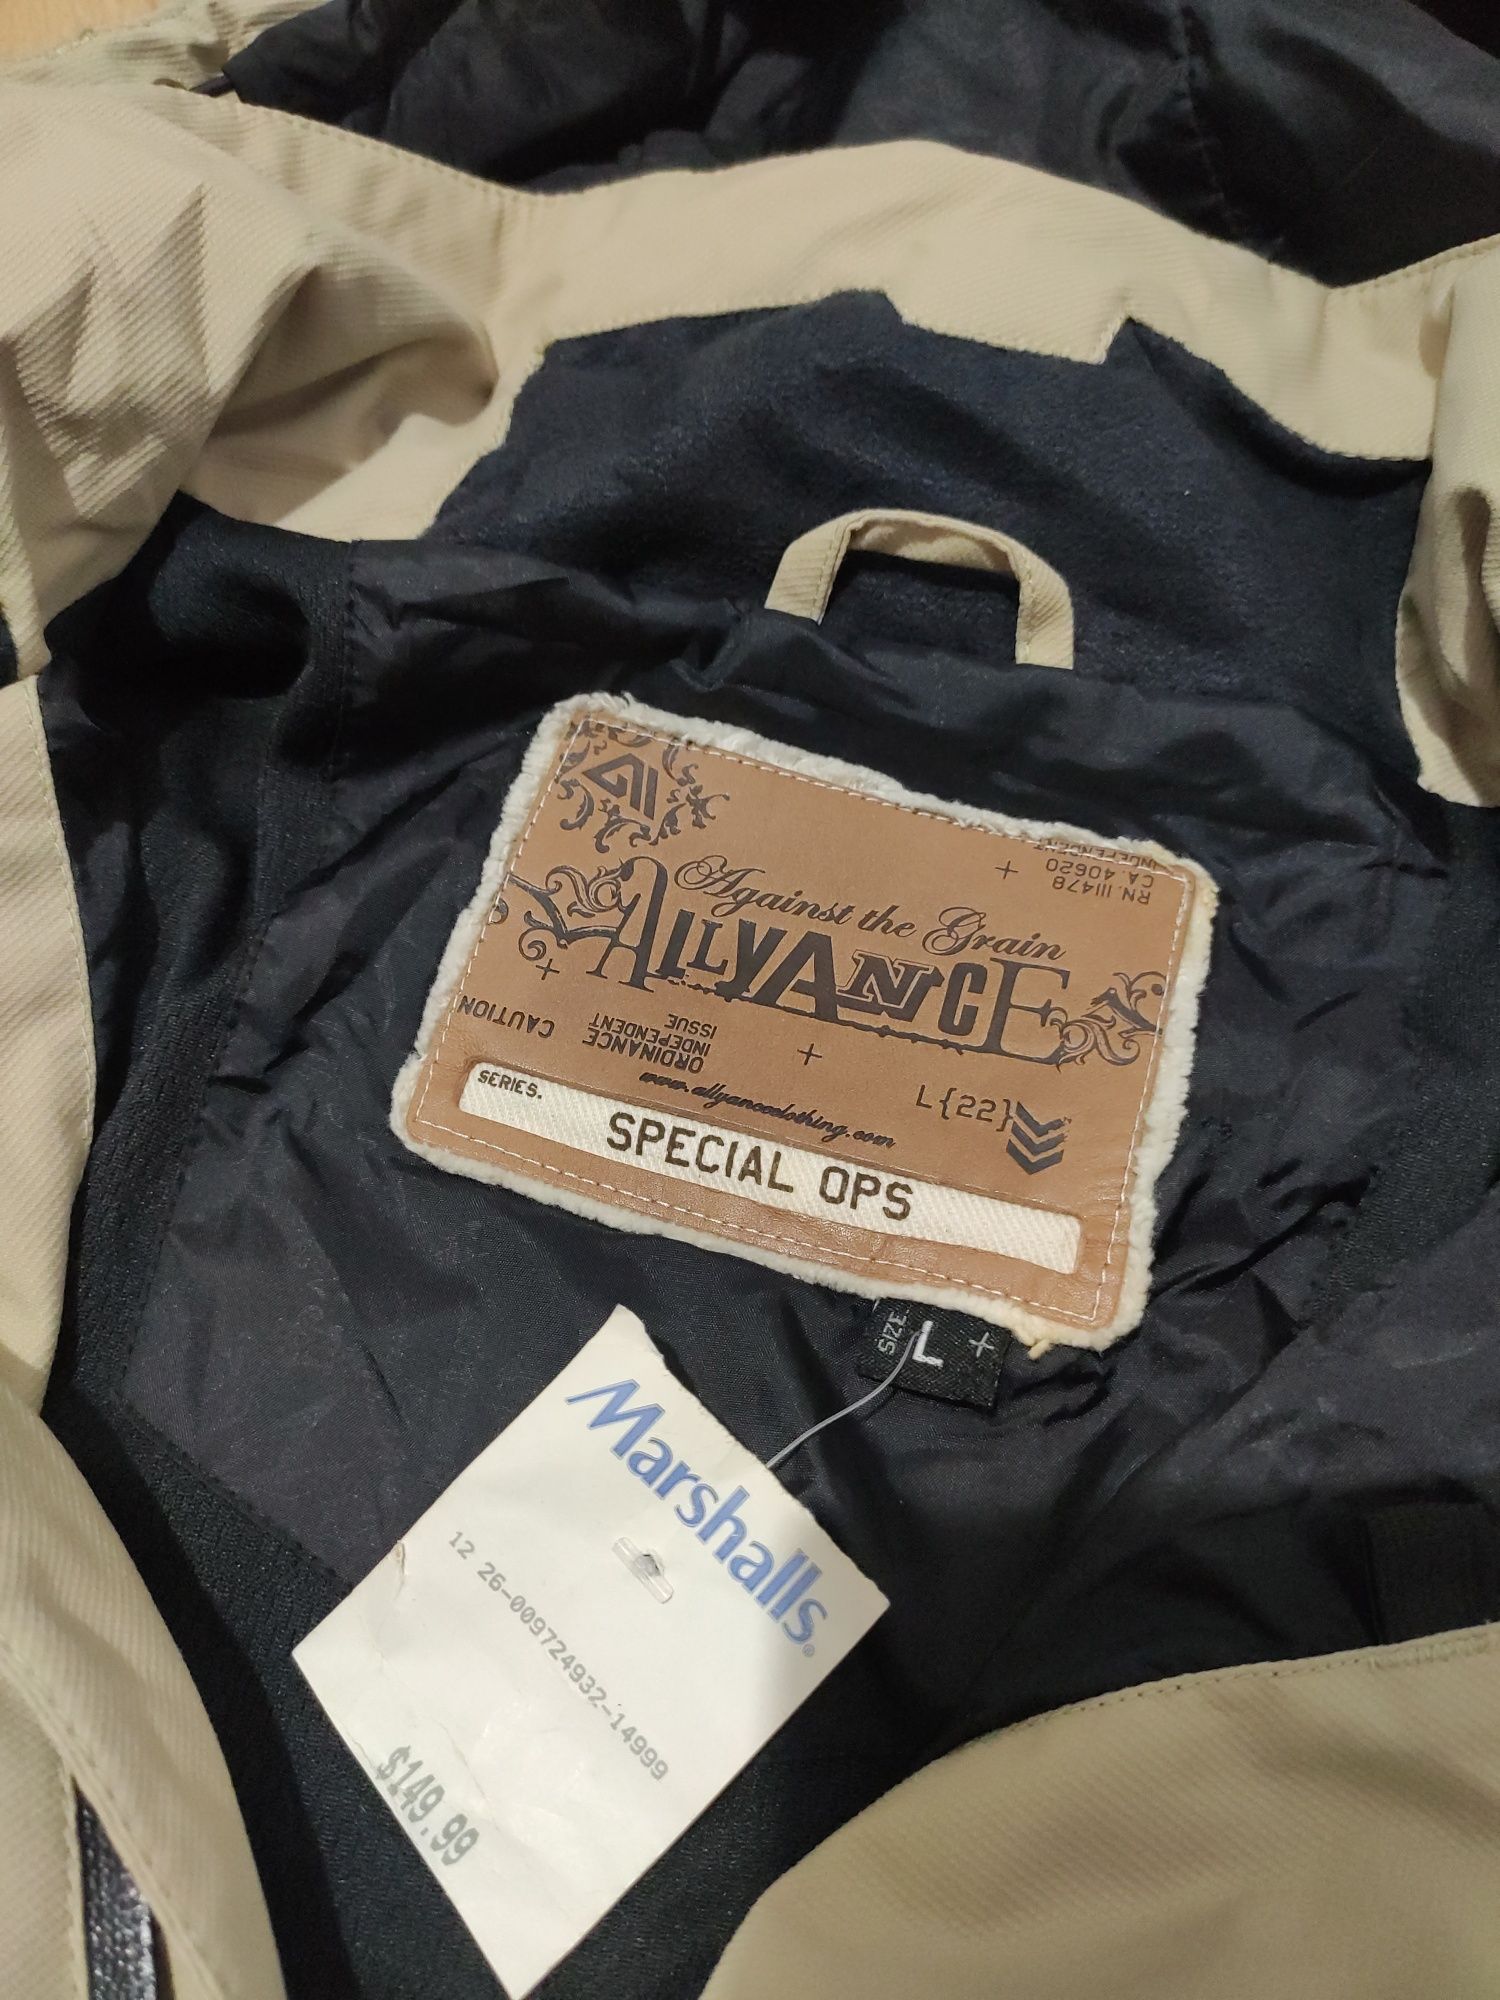 RN. 111478
CA. 40620
INDEPENDENT
Against the Grain
ALLYANCE
CAUTION
ORDINANCE
INDEPENDENT
ISSUE
www.allyanceclothing.com
L{22}
SERIES.
SPECIAL OPS
SIZE
L
Marshalls®
12 26-009724932-14999
$149.99